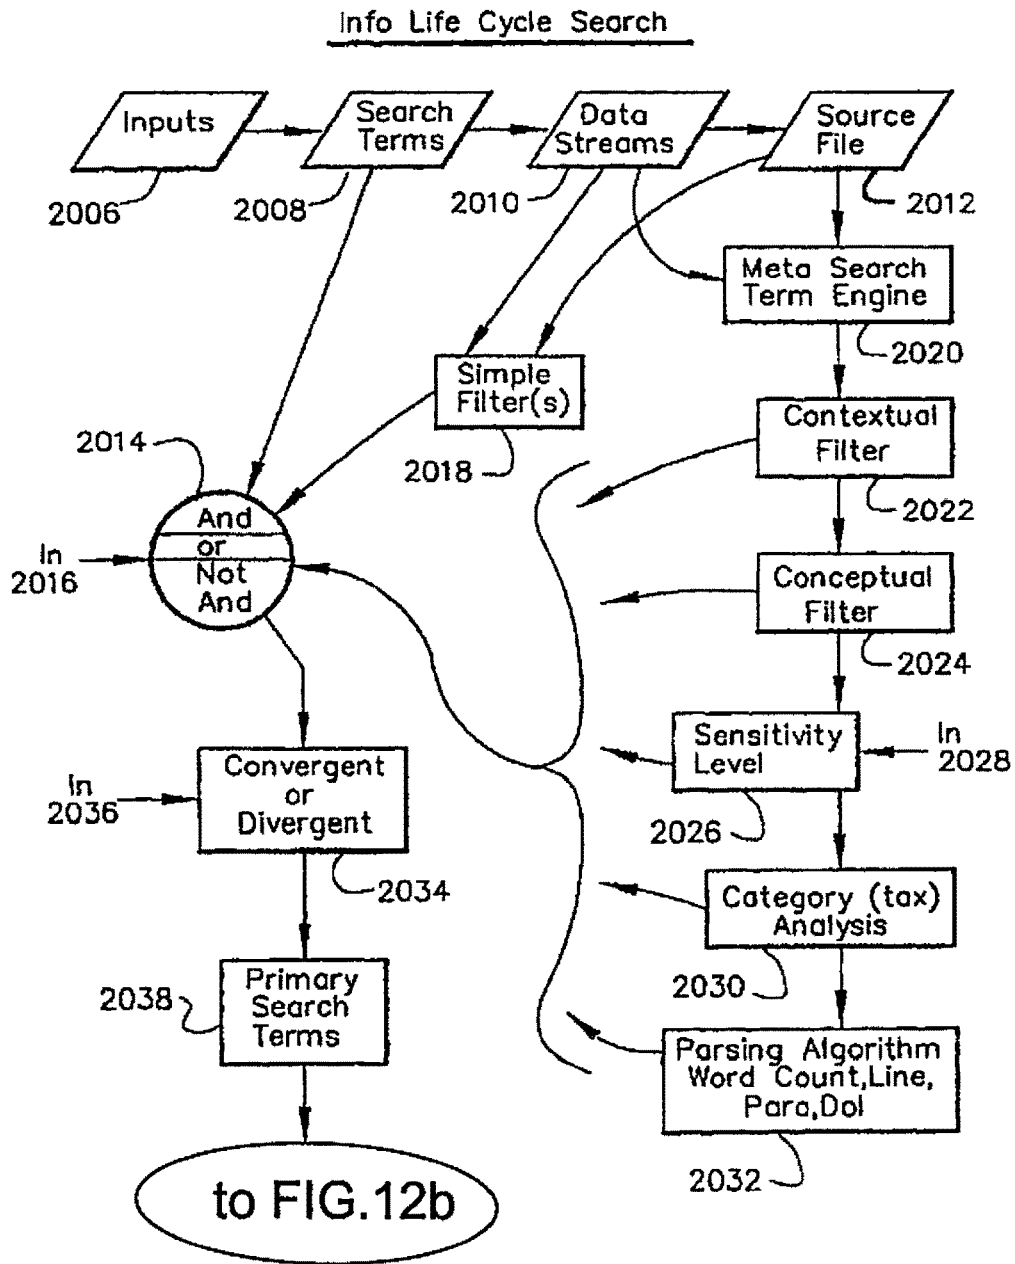 Info Life Cycle Search
Inputs
Search
Terms
Data
Streams
Source
File
2006
2008
2010
2012
Meta Search
Term Engine
2020
Simple
Filter(s)
2018
Contextual
Filter
2022
2014
And
or
Not
And
In
2016
Conceptual
Filter
2024
Sensitivity
Level
In
2028
2026
Convergent
or
Divergent
In
2036
2034
Category (tax)
Analysis
2030
Primary
Search
Terms
2038
Parsing Algorithm
Word Count,Line,
Para,Dol
2032
to FIG.12b